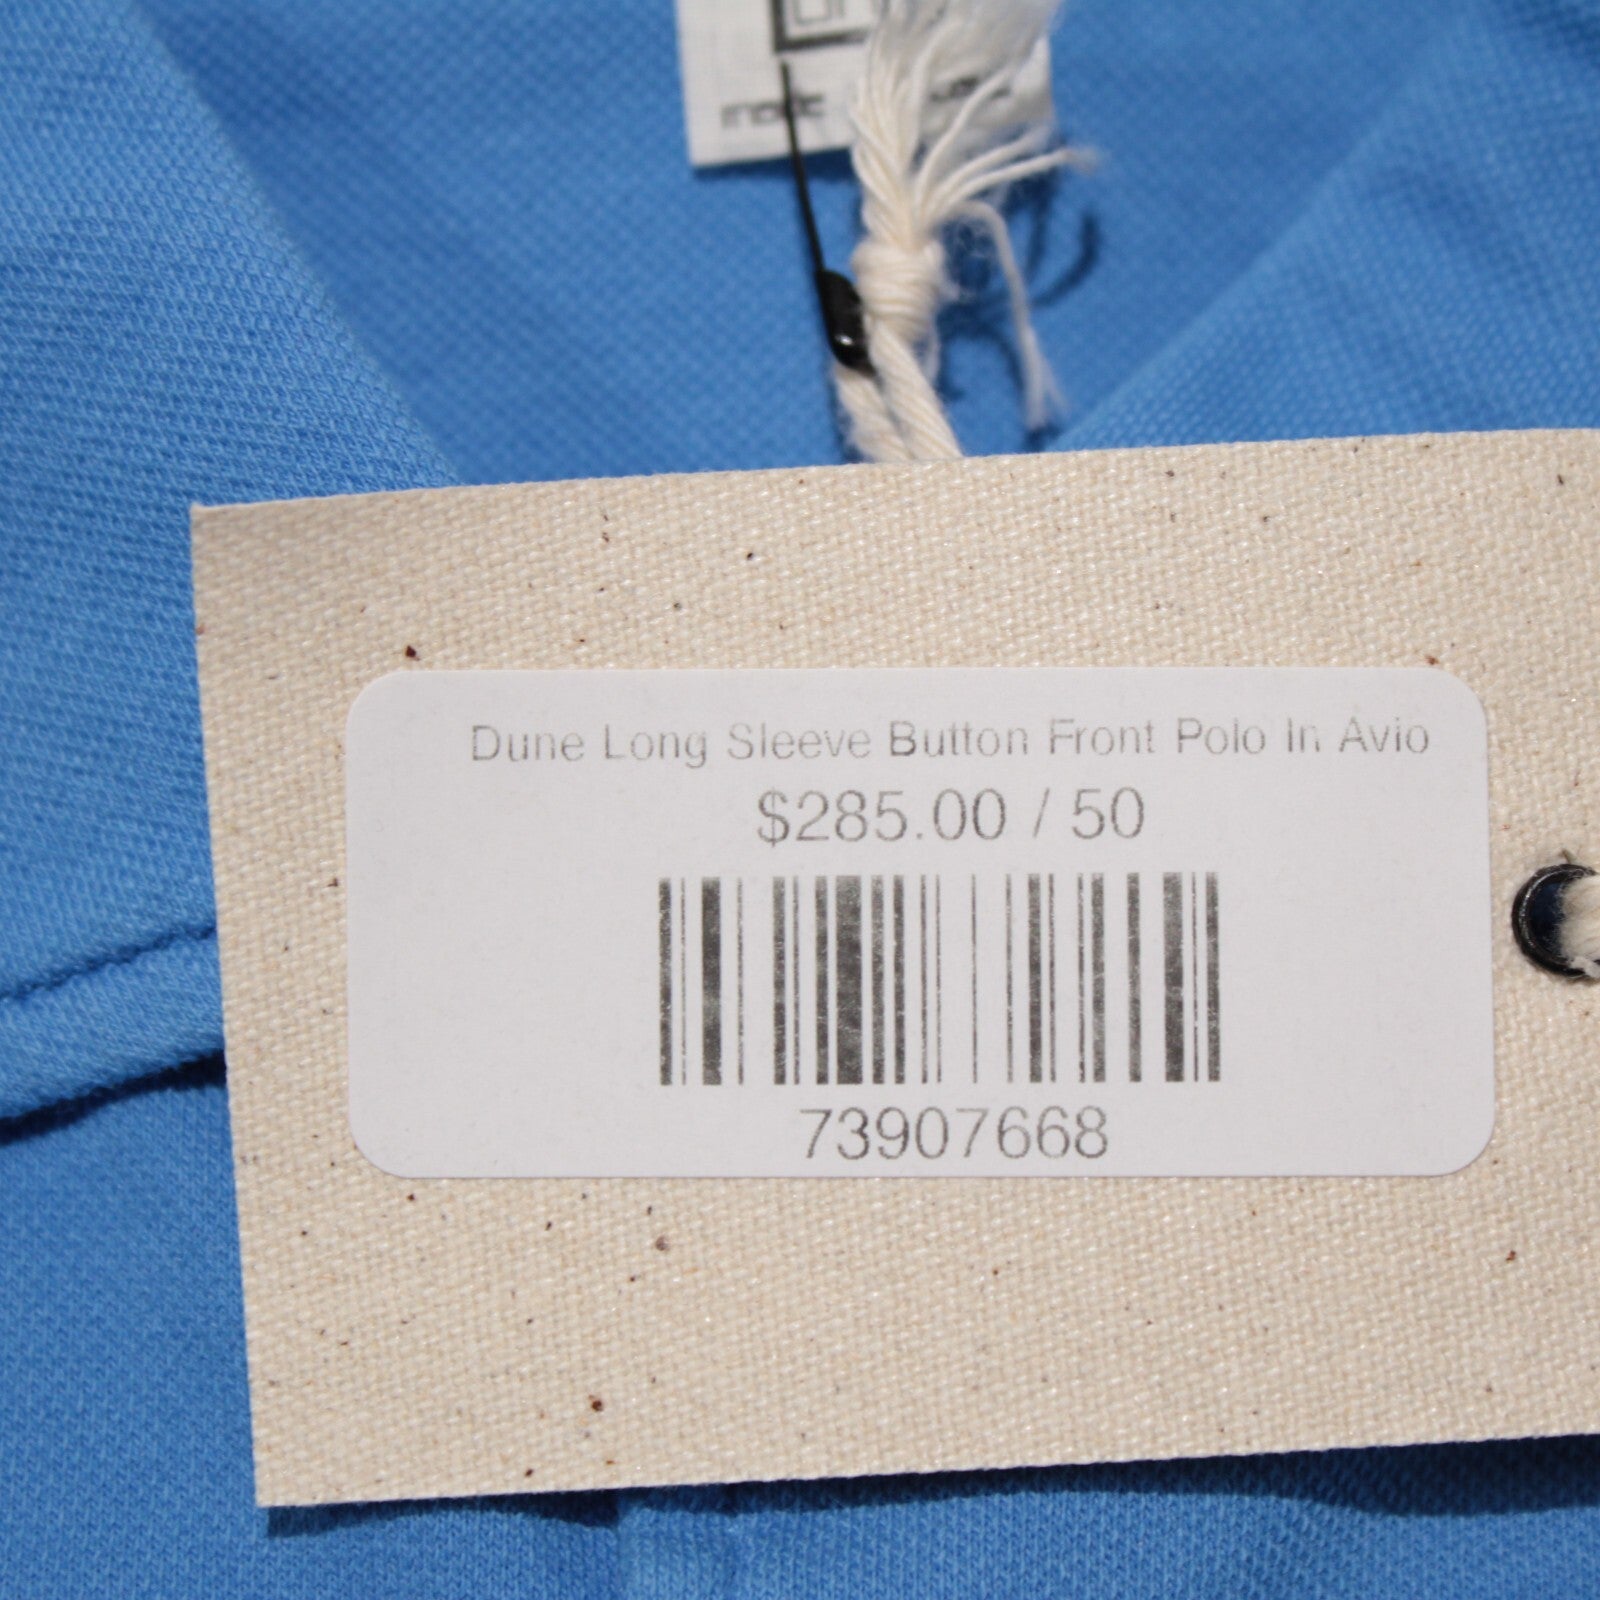 Dune Long Sleeve Button Front Polo In Avio
$285.00 / 50
73907668